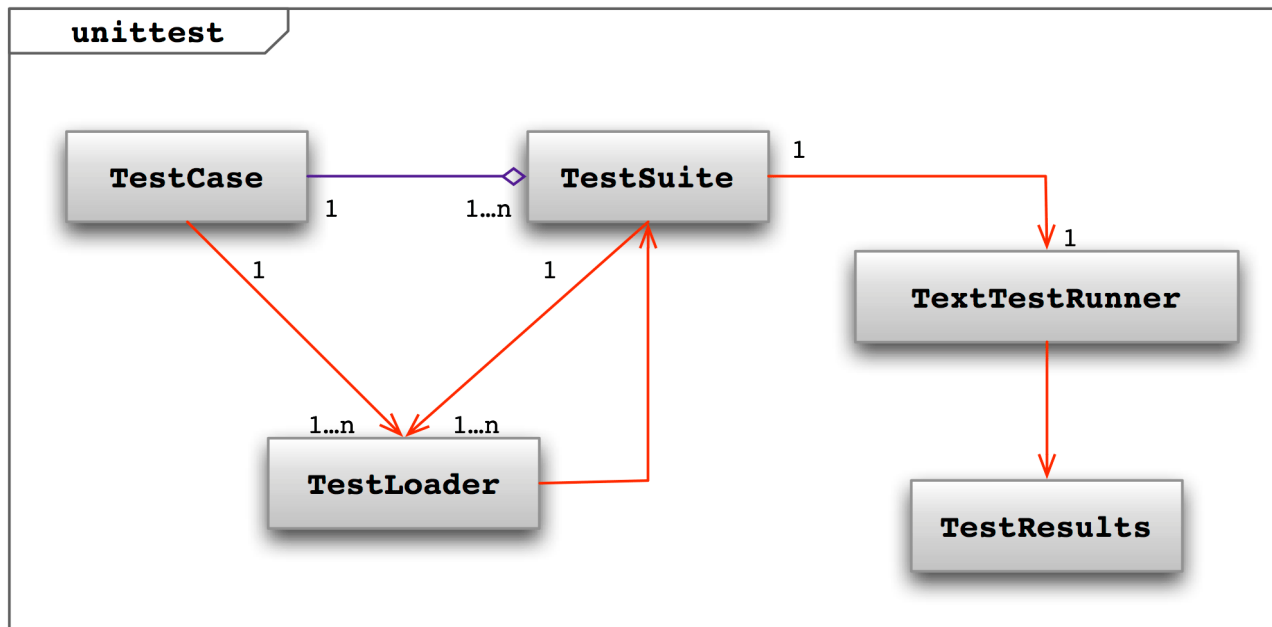 unittest
TestCase
TestSuite
1
1
1…n
1
TextTestRunner
1
1
1…n
1…n
TestLoader
TestResults